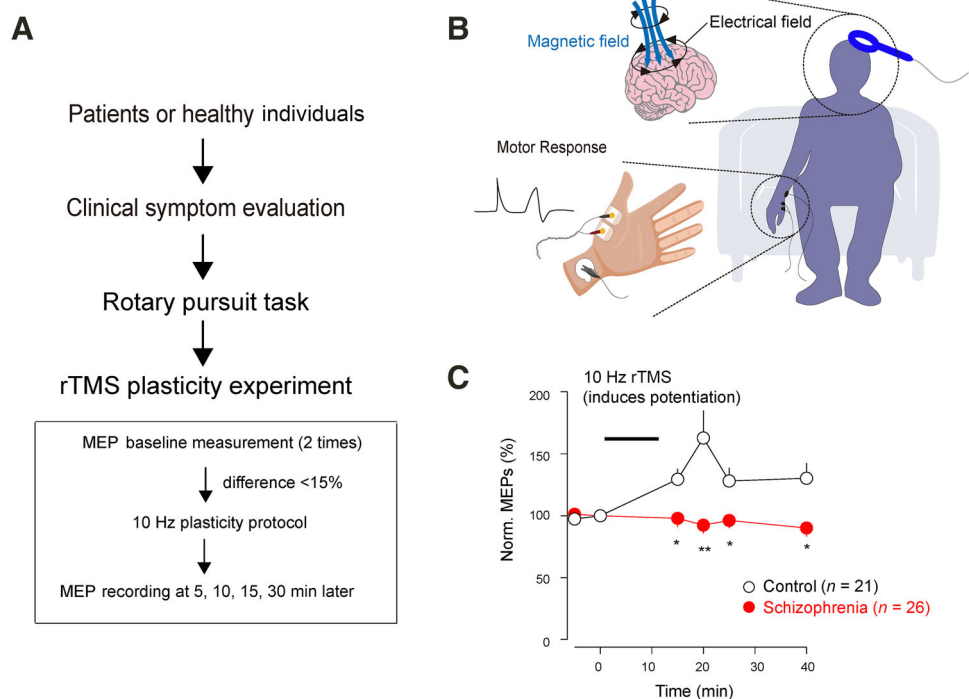 A
Patients or healthy individuals
Clinical symptom evaluation
Rotary pursuit task
rTMS plasticity experiment
MEP baseline measurement (2 times)
difference <15%
10 Hz plasticity protocol
MEP recording at 5, 10, 15, 30 min later
B
Magnetic field
Electrical field
Motor Response
C
10 Hz rTMS
(induces potentiation)
Norm. MEPs (%)
200
150
100
50
0
* ** * *
Control (n = 21)
Schizophrenia (n = 26)
0 10 20 30 40
Time (min)